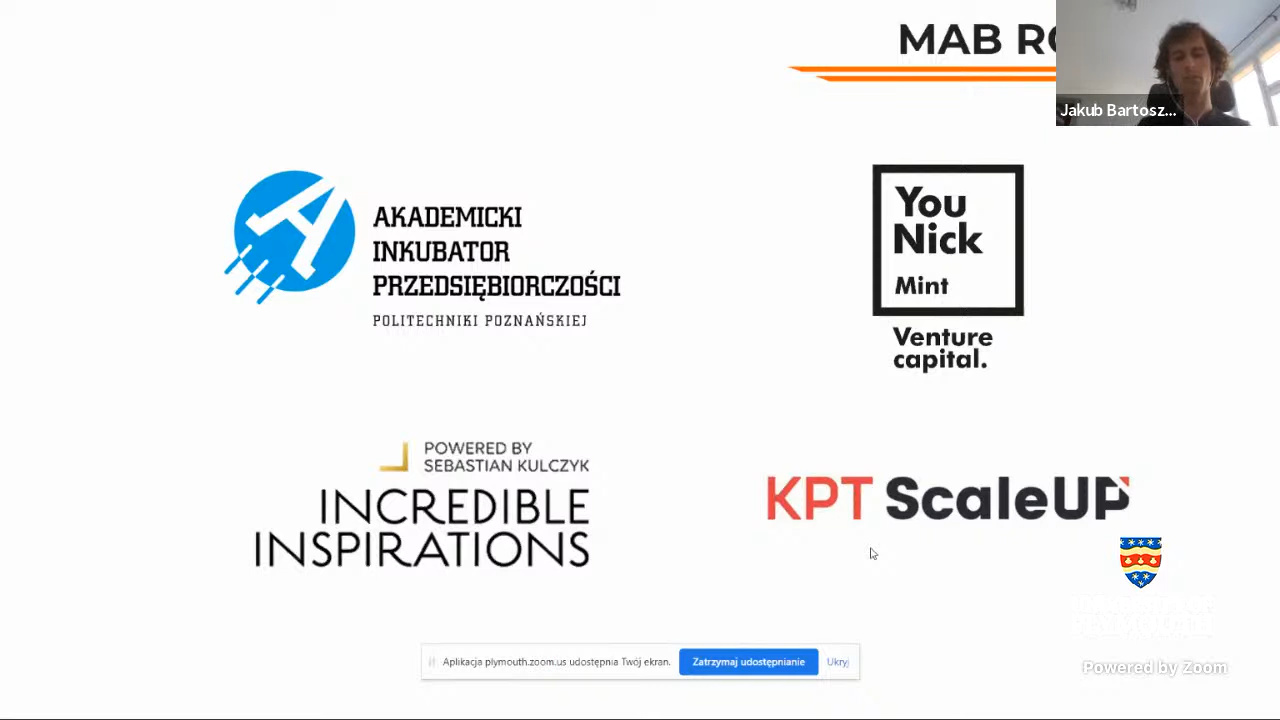 MAB RO
Jakub Bartosz...
AKADEMICKI
INKUBATOR
PRZEDSIĘBIORCZOŚCI
POLITECHNIKI POZNAŃSKIEJ
You
Nick
Mint
Venture
capital.
POWERED BY
SEBASTIAN KULCZYK
INCREDIBLE
INSPIRATIONS
KPT ScaleUP
Aplikacja plymouth.zoom.us udostępnia Twój ekran.
Zatrzymaj udostępnianie
Ukryj
Powered by Zoom